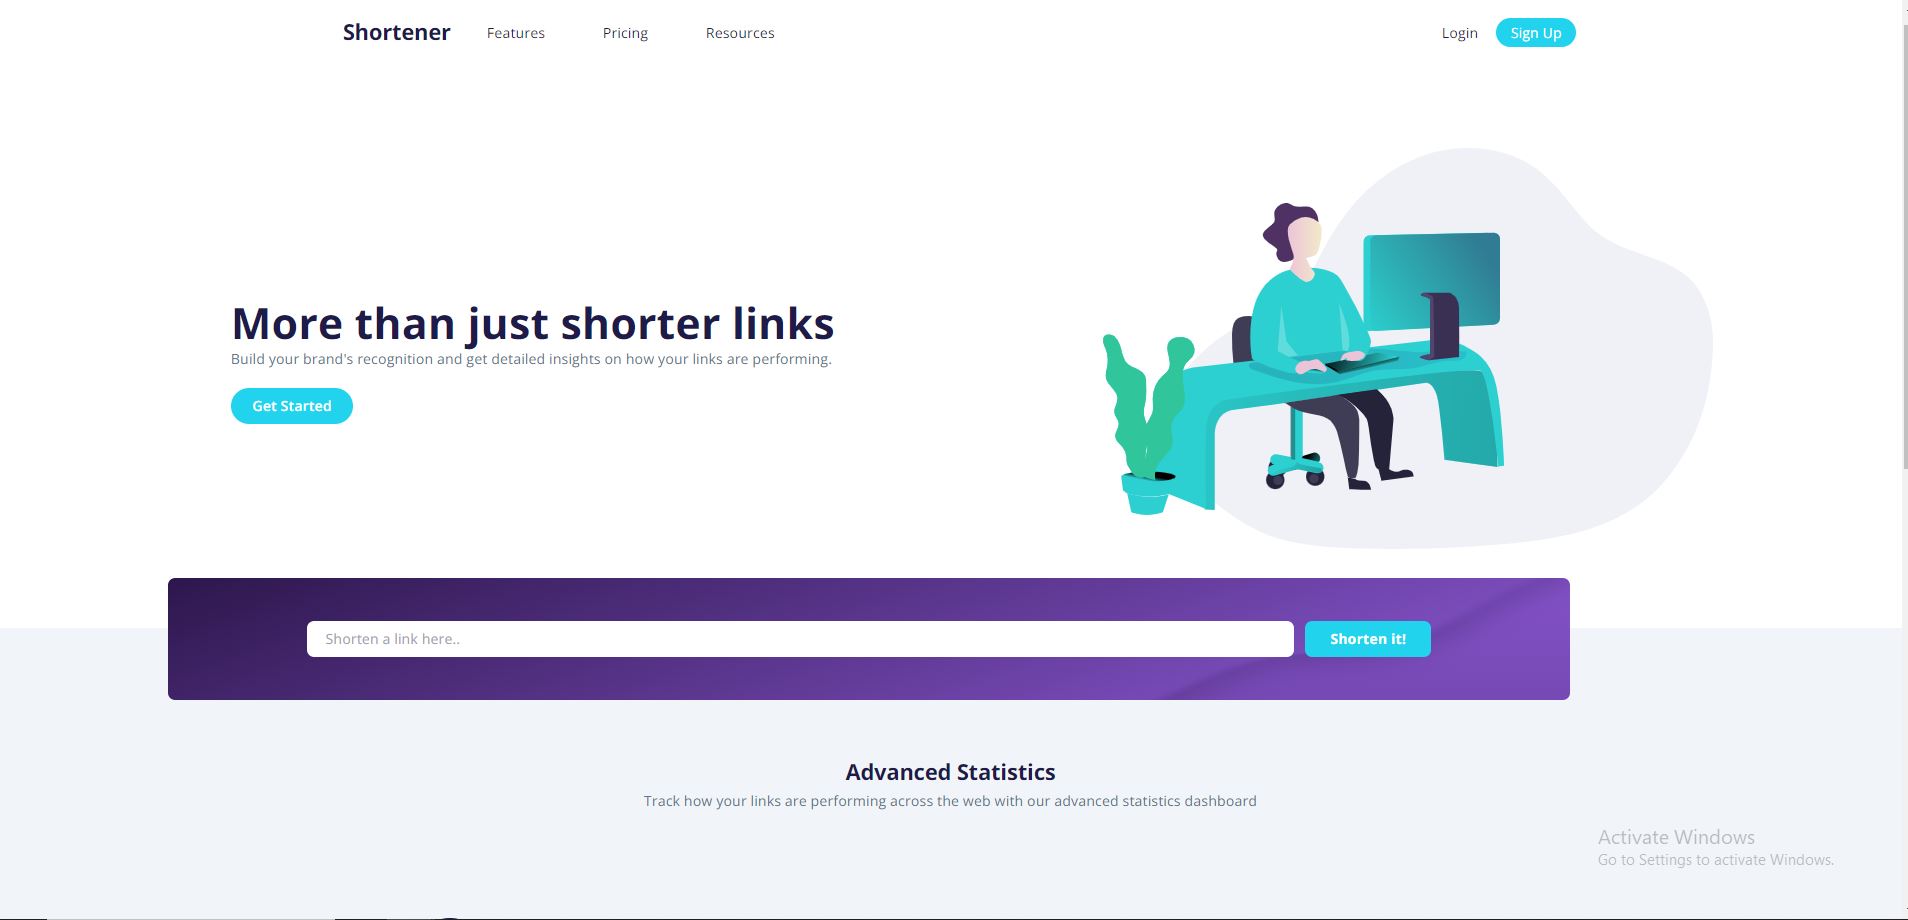 Shortener Features Pricing Resources Login Sign Up
More than just shorter links
Build your brand's recognition and get detailed insights on how your links are performing.
Get Started
Shorten a link here.. Shorten it!
Advanced Statistics
Track how your links are performing across the web with our advanced statistics dashboard
Activate Windows
Go to Settings to activate Windows.